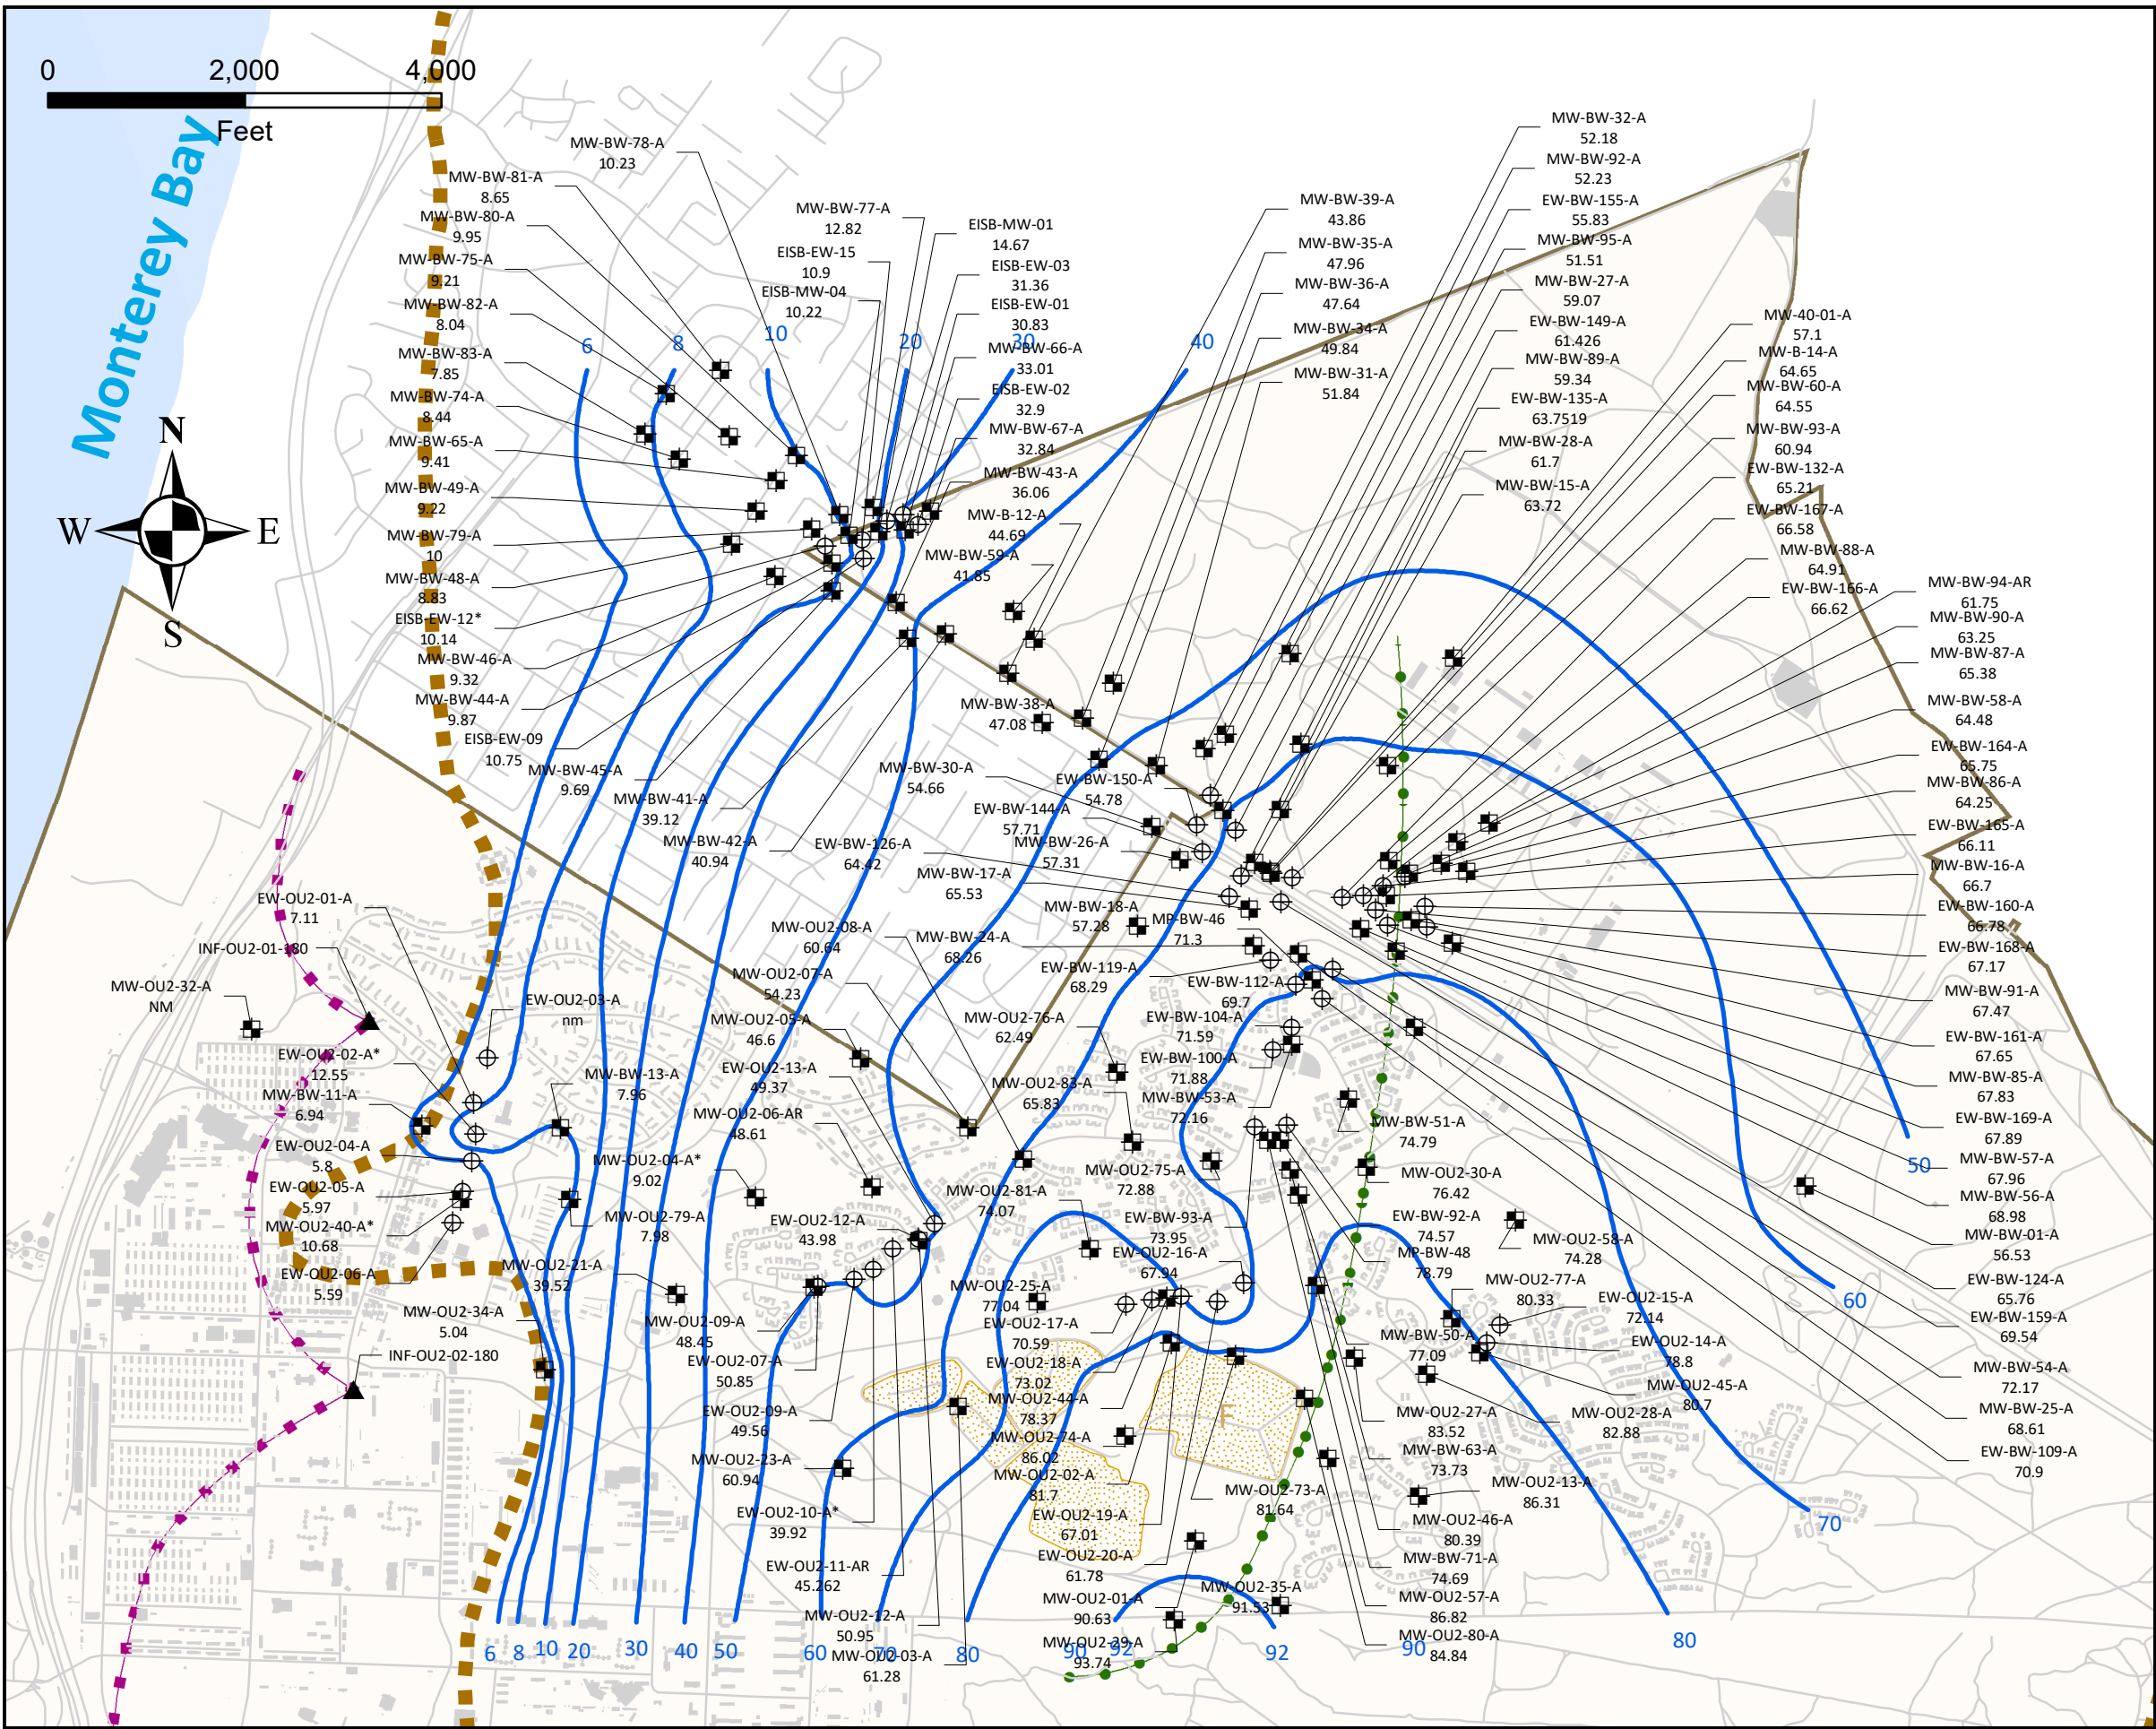 0
2,000
4,000
Feet
Monterey Bay
N
W
E
S
MW-BW-78-A
10.23
MW-BW-81-A
8.65
MW-BW-80-A
9.95
MW-BW-75-A
9.21
MW-BW-82-A
8.04
MW-BW-83-A
7.85
MW-BW-74-A
8.44
MW-BW-65-A
9.41
MW-BW-49-A
9.22
MW-BW-79-A
10
MW-BW-48-A
8.83
EISB-EW-12*
10.14
MW-BW-46-A
9.32
MW-BW-44-A
9.87
EISB-EW-09
10.75
MW-BW-45-A
9.69
MW-BW-41-A
39.12
MW-BW-42-A
40.94
MW-BW-77-A
12.82
EISB-EW-15
10.9
EISB-MW-04
10.22
EISB-MW-01
14.67
EISB-EW-03
31.36
EISB-EW-01
30.83
MW-BW-66-A
33.01
EISB-EW-02
32.9
MW-BW-67-A
32.84
MW-BW-43-A
36.06
MW-B-12-A
44.69
MW-BW-59-A
41.85
6
8
10
20
30
40
MW-BW-39-A
43.86
MW-BW-35-A
47.96
MW-BW-36-A
47.64
MW-BW-34-A
49.84
MW-BW-31-A
51.84
MW-BW-32-A
52.18
MW-BW-92-A
52.23
EW-BW-155-A
55.83
MW-BW-95-A
51.51
MW-BW-27-A
59.07
EW-BW-149-A
61.426
MW-BW-89-A
59.34
EW-BW-135-A
63.7519
MW-BW-28-A
61.7
MW-BW-15-A
63.72
MW-40-01-A
57.1
MW-B-14-A
64.65
MW-BW-60-A
64.55
MW-BW-93-A
60.94
EW-BW-132-A
65.21
EW-BW-167-A
66.58
MW-BW-88-A
64.91
EW-BW-166-A
66.62
MW-BW-94-AR
61.75
MW-BW-90-A
63.25
MW-BW-87-A
65.38
MW-BW-58-A
64.48
EW-BW-164-A
65.75
MW-BW-86-A
64.25
EW-BW-165-A
66.11
MW-BW-16-A
66.7
EW-BW-160-A
66.78
EW-BW-168-A
67.17
MW-BW-91-A
67.47
EW-BW-161-A
67.65
MW-BW-85-A
67.83
EW-BW-169-A
67.89
MW-BW-57-A
67.96
MW-BW-56-A
68.98
MW-BW-01-A
56.53
EW-BW-124-A
65.76
EW-BW-159-A
69.54
MW-BW-54-A
72.17
MW-BW-25-A
68.61
EW-BW-109-A
70.9
50
60
70
80
MW-BW-38-A
47.08
MW-BW-30-A
54.66
EW-BW-150-A
54.78
EW-BW-144-A
57.71
MW-BW-26-A
57.31
EW-BW-126-A
64.42
MW-BW-17-A
65.53
MW-BW-18-A
57.28
MP-BW-46
71.3
MW-BW-24-A
68.26
EW-BW-119-A
68.29
EW-BW-112-A
69.7
EW-BW-104-A
71.59
EW-BW-100-A
71.88
MW-BW-53-A
72.16
MW-OU2-08-A
60.64
MW-OU2-07-A
54.23
MW-OU2-05-A
46.6
EW-OU2-13-A
49.37
MW-OU2-06-AR
48.61
MW-OU2-76-A
62.49
MW-OU2-83-A
65.83
MW-OU2-75-A
72.88
MW-OU2-81-A
74.07
EW-BW-93-A
73.95
EW-OU2-16-A
67.94
MW-BW-51-A
74.79
MW-OU2-30-A
76.42
EW-BW-92-A
74.57
MP-BW-48
78.79
MW-OU2-58-A
74.28
MW-OU2-77-A
80.33
EW-OU2-15-A
72.14
EW-OU2-14-A
78.8
MW-OU2-45-A
80.7
MW-BW-50-A
77.09
MW-OU2-28-A
82.88
MW-OU2-27-A
83.52
MW-BW-63-A
73.73
MW-OU2-13-A
86.31
MW-OU2-46-A
80.39
MW-BW-71-A
74.69
MW-OU2-57-A
86.82
MW-OU2-80-A
84.84
EW-OU2-01-A
7.11
INF-OU2-01-180
MW-OU2-32-A
NM
EW-OU2-03-A
nm
EW-OU2-02-A*
12.55
MW-BW-11-A
6.94
MW-BW-13-A
7.96
EW-OU2-04-A
5.8
EW-OU2-05-A
5.97
MW-OU2-40-A*
10.68
EW-OU2-06-A
5.59
MW-OU2-34-A
5.04
INF-OU2-02-180
MW-OU2-04-A*
9.02
MW-OU2-79-A
7.98
MW-OU2-21-A
39.52
EW-OU2-12-A
43.98
MW-OU2-09-A
48.45
EW-OU2-07-A
50.85
EW-OU2-09-A
49.56
MW-OU2-23-A
60.94
EW-OU2-10-A*
39.92
EW-OU2-11-AR
45.262
MW-OU2-12-A
50.95
MW-OU2-03-A
61.28
MW-OU2-25-A
77.04
EW-OU2-17-A
70.59
EW-OU2-18-A
73.02
MW-OU2-44-A
78.37
MW-OU2-74-A
86.02
MW-OU2-02-A
81.7
EW-OU2-19-A
67.01
EW-OU2-20-A
61.78
MW-OU2-01-A
90.63
MW-OU2-29-A
93.74
MW-OU2-73-A
81.64
MW-OU2-35-A
91.53
F
6
8
10
20
30
40
50
60
70
80
90
92
92
90